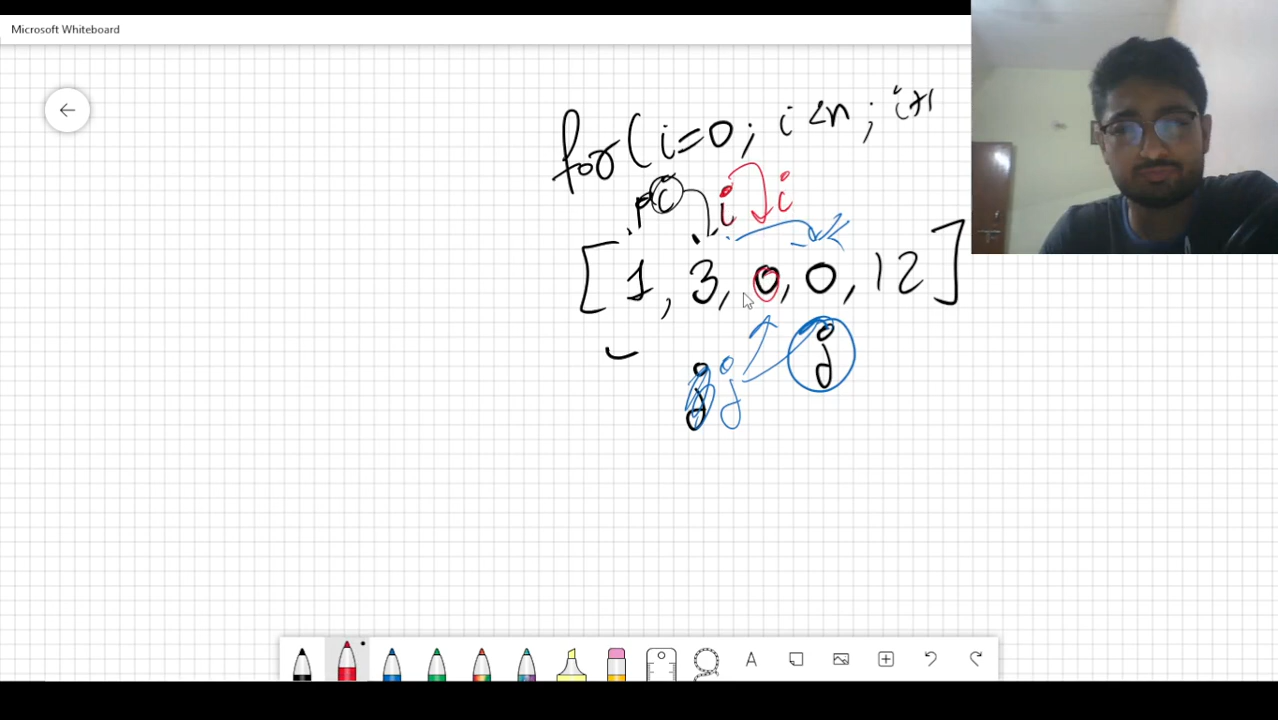 Microsoft Whiteboard
for(i=0; i<n; i++
i i i
[1, 3, 0, 0, 12]
j j j
A